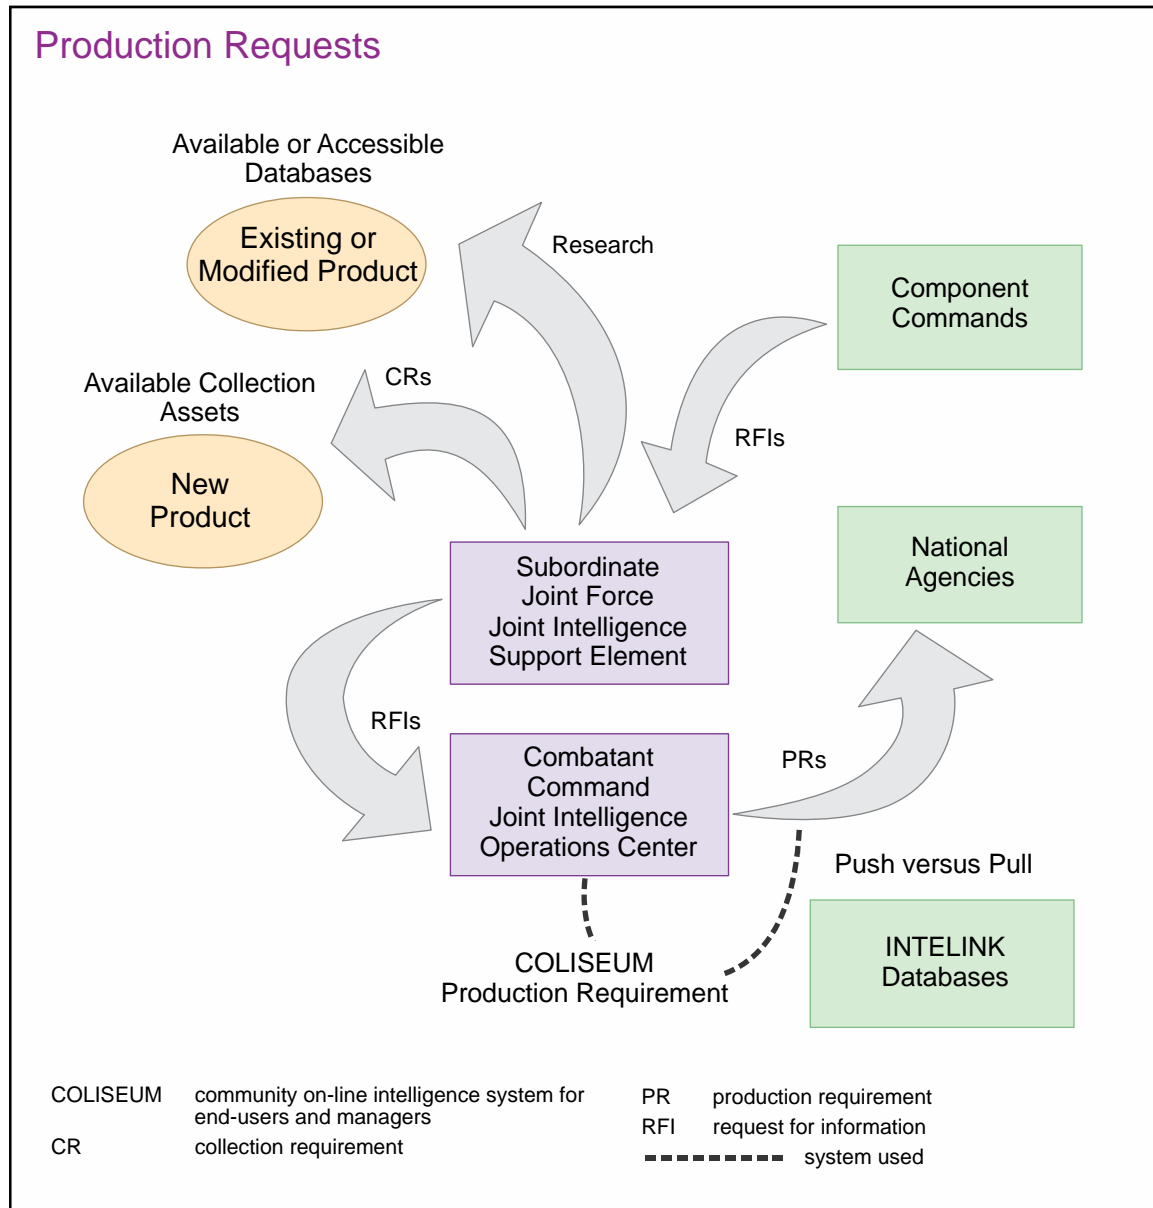 Production Requests
Available or Accessible
Databases
Existing or
Modified Product
Research
Component
Commands
CRs
Available Collection
Assets
RFIs
New
Product
National
Agencies
Subordinate
Joint Force
Joint Intelligence
Support Element
RFIs
Combatant
Command
Joint Intelligence
Operations Center
PRs
Push versus Pull
INTELINK
Databases
COLISEUM
Production Requirement
COLISEUM community on-line intelligence system for
end-users and managers
CR collection requirement
PR production requirement
RFI request for information
system used